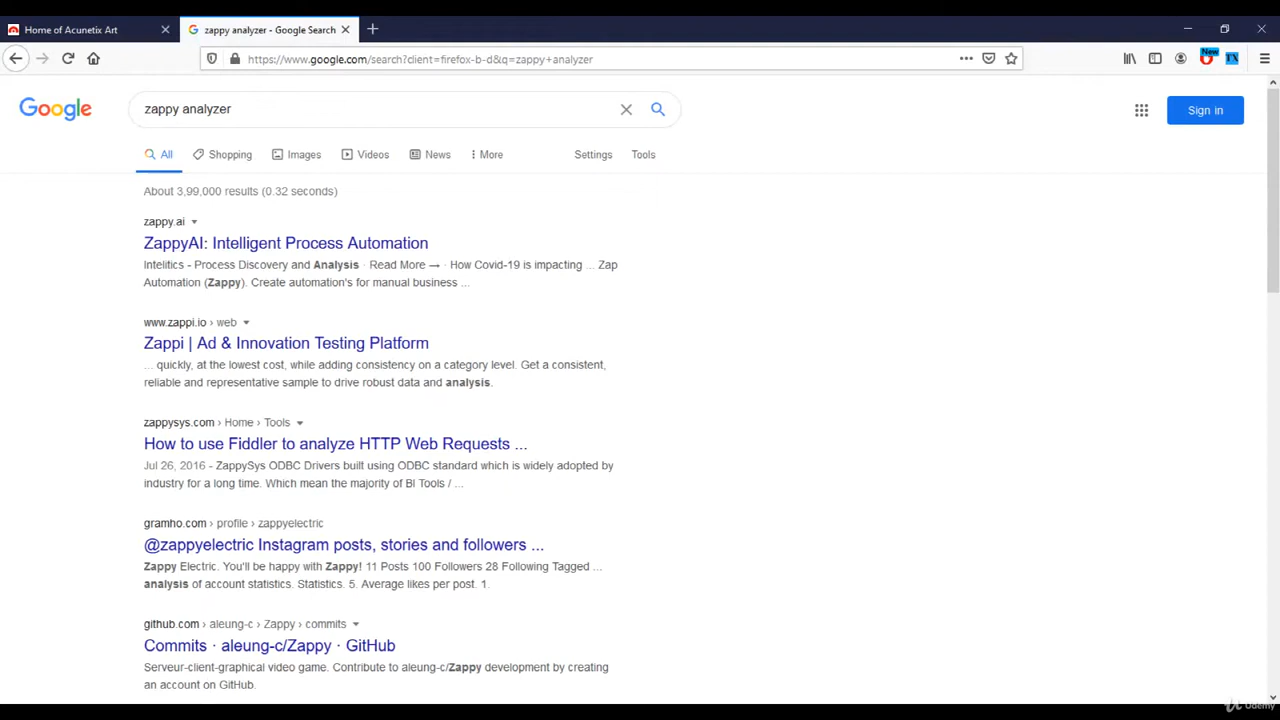 Home of Acunetix Art
zappy analyzer - Google Search
https://www.google.com/search?client=firefox-b-d&q=zappy+analyzer
New
TX
Google
zappy analyzer
Sign in
All
Shopping
Images
Videos
News
More
Settings
Tools
About 3,99,000 results (0.32 seconds)
zappy.ai
ZappyAI: Intelligent Process Automation
Intelitics - Process Discovery and Analysis · Read More → · How Covid-19 is impacting ... Zap
Automation (Zappy). Create automation's for manual business ...
www.zappi.io › web
Zappi | Ad & Innovation Testing Platform
... quickly, at the lowest cost, while adding consistency on a category level. Get a consistent,
reliable and representative sample to drive robust data and analysis.
zappysys.com › Home › Tools
How to use Fiddler to analyze HTTP Web Requests ...
Jul 26, 2016 - ZappySys ODBC Drivers built using ODBC standard which is widely adopted by
industry for a long time. Which mean the majority of BI Tools / ...
gramho.com › profile › zappyelectric
@zappyelectric Instagram posts, stories and followers ...
Zappy Electric. You'll be happy with Zappy! 11 Posts 100 Followers 28 Following Tagged ...
analysis of account statistics. Statistics. 5. Average likes per post. 1.
github.com › aleung-c › Zappy › commits
Commits · aleung-c/Zappy · GitHub
Serveur-client-graphical video game. Contribute to aleung-c/Zappy development by creating
an account on GitHub.
Udemy